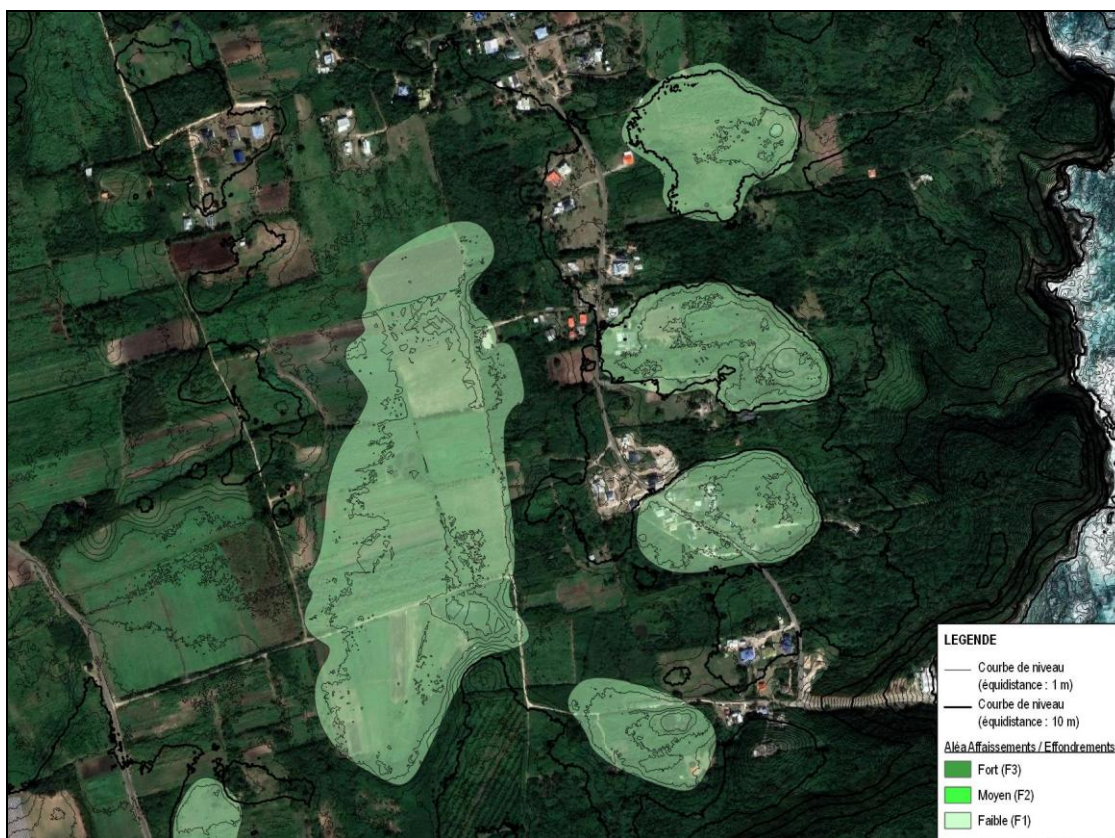 LEGENDE
Courbe de niveau
(équidistance : 1 m)
Courbe de niveau
(équidistance : 10 m)
Aléa Affaissements / Effondrements
Fort (F3)
Moyen (F2)
Faible (F1)